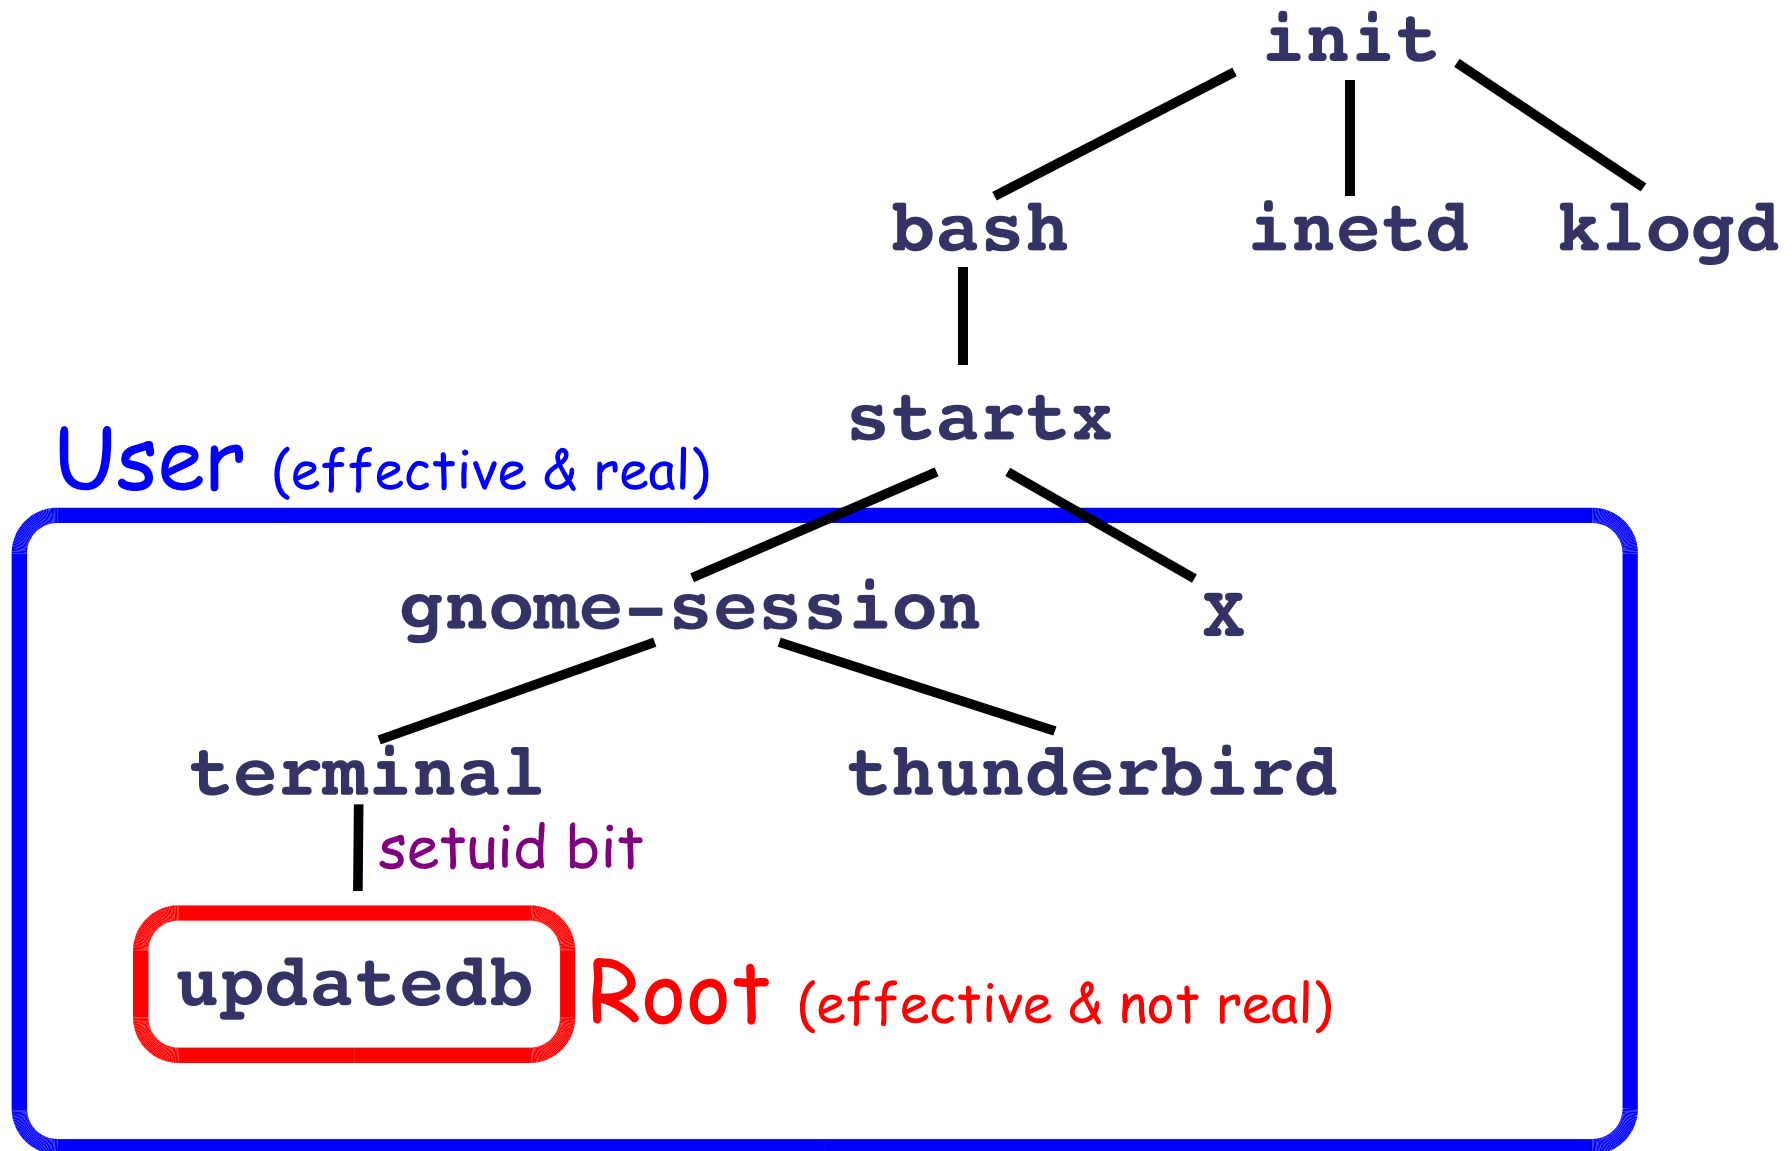 init
bash inetd klogd
startx
User (effective & real)
gnome-session X
terminal thunderbird
setuid bit
updatedb Root (effective & not real)